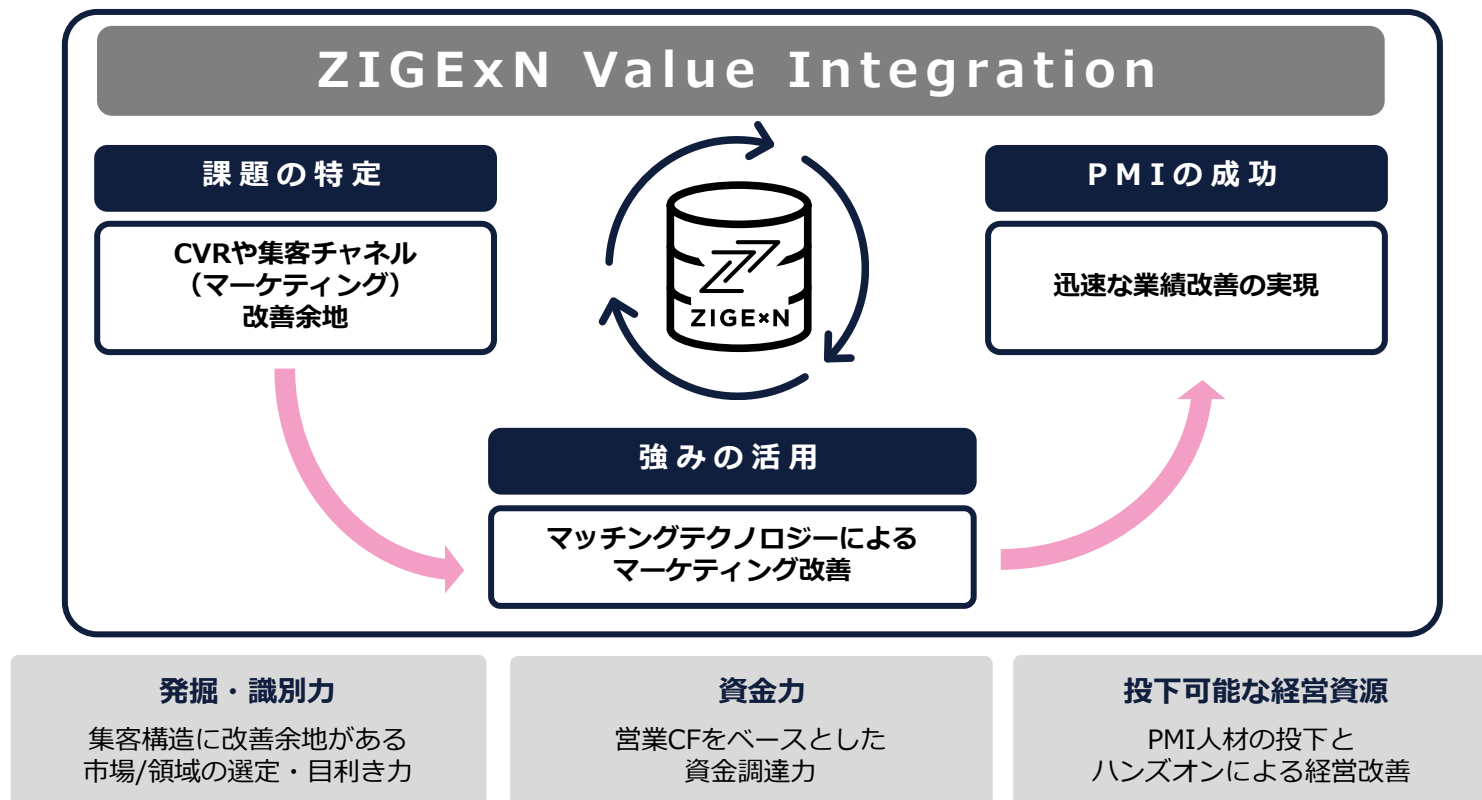 ZIGExN Value Integration
課題の特定
CVRや集客チャネル
（マーケティング）
改善余地
ZIGE×N
PMIの成功
迅速な業績改善の実現
強みの活用
マッチングテクノロジーによる
マーケティング改善
発掘・識別力
集客構造に改善余地がある
市場/領域の選定・目利き力
資金力
営業CFをベースとした
資金調達力
投下可能な経営資源
PMI人材の投下と
ハンズオンによる経営改善